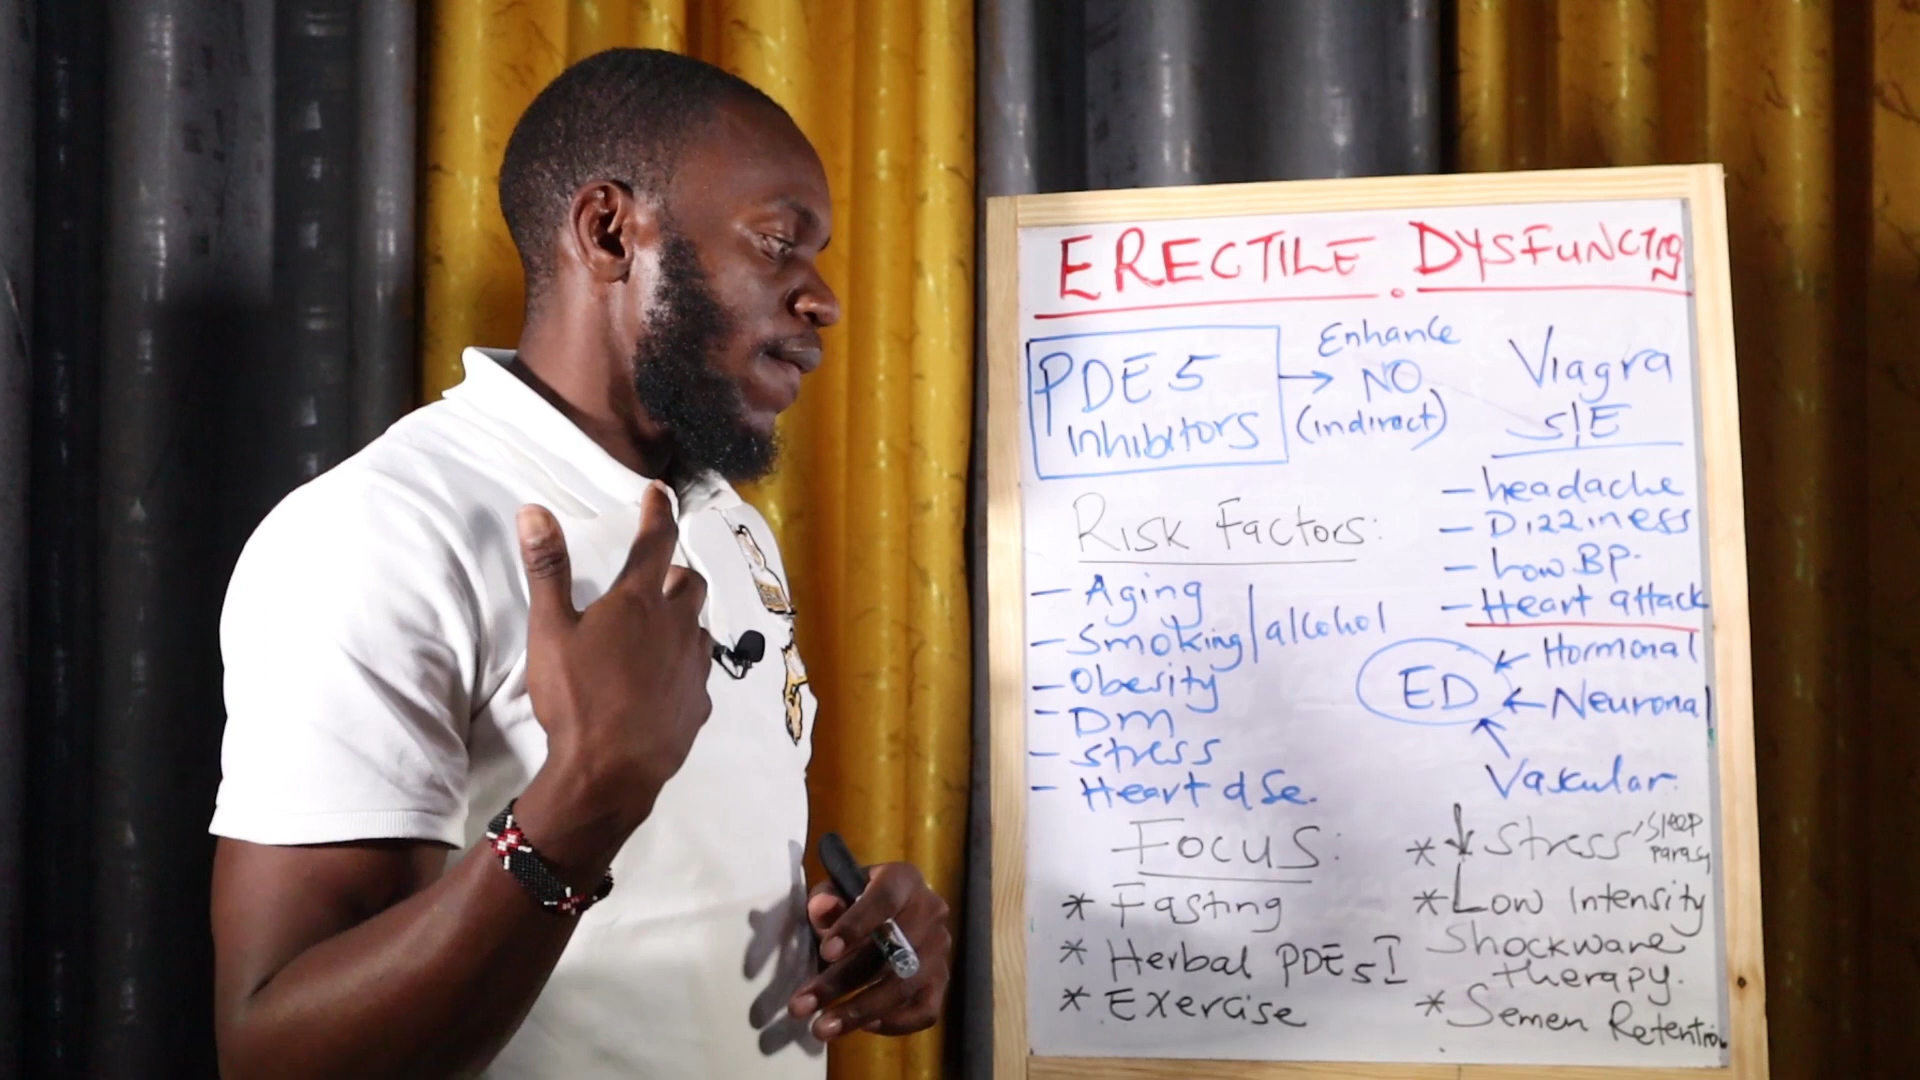 ERECTILE DYSFUNCTION
PDE5
Inhibitors
Enhance
NO
(indirect)
Viagra
S/E
- headache
- Dizziness
- Low BP.
- Heart attack
Risk Factors:
- Aging
- Smoking/alcohol
- Obesity
- DM
- Stress
- Heart dSe.
ED
Hormonal
Neuronal
Vascular.
Focus:
* Fasting
* Herbal PDE5I
* Exercise
* ↓ Stress
* Low Intensity
Shockwave
therapy.
* Semen Retention